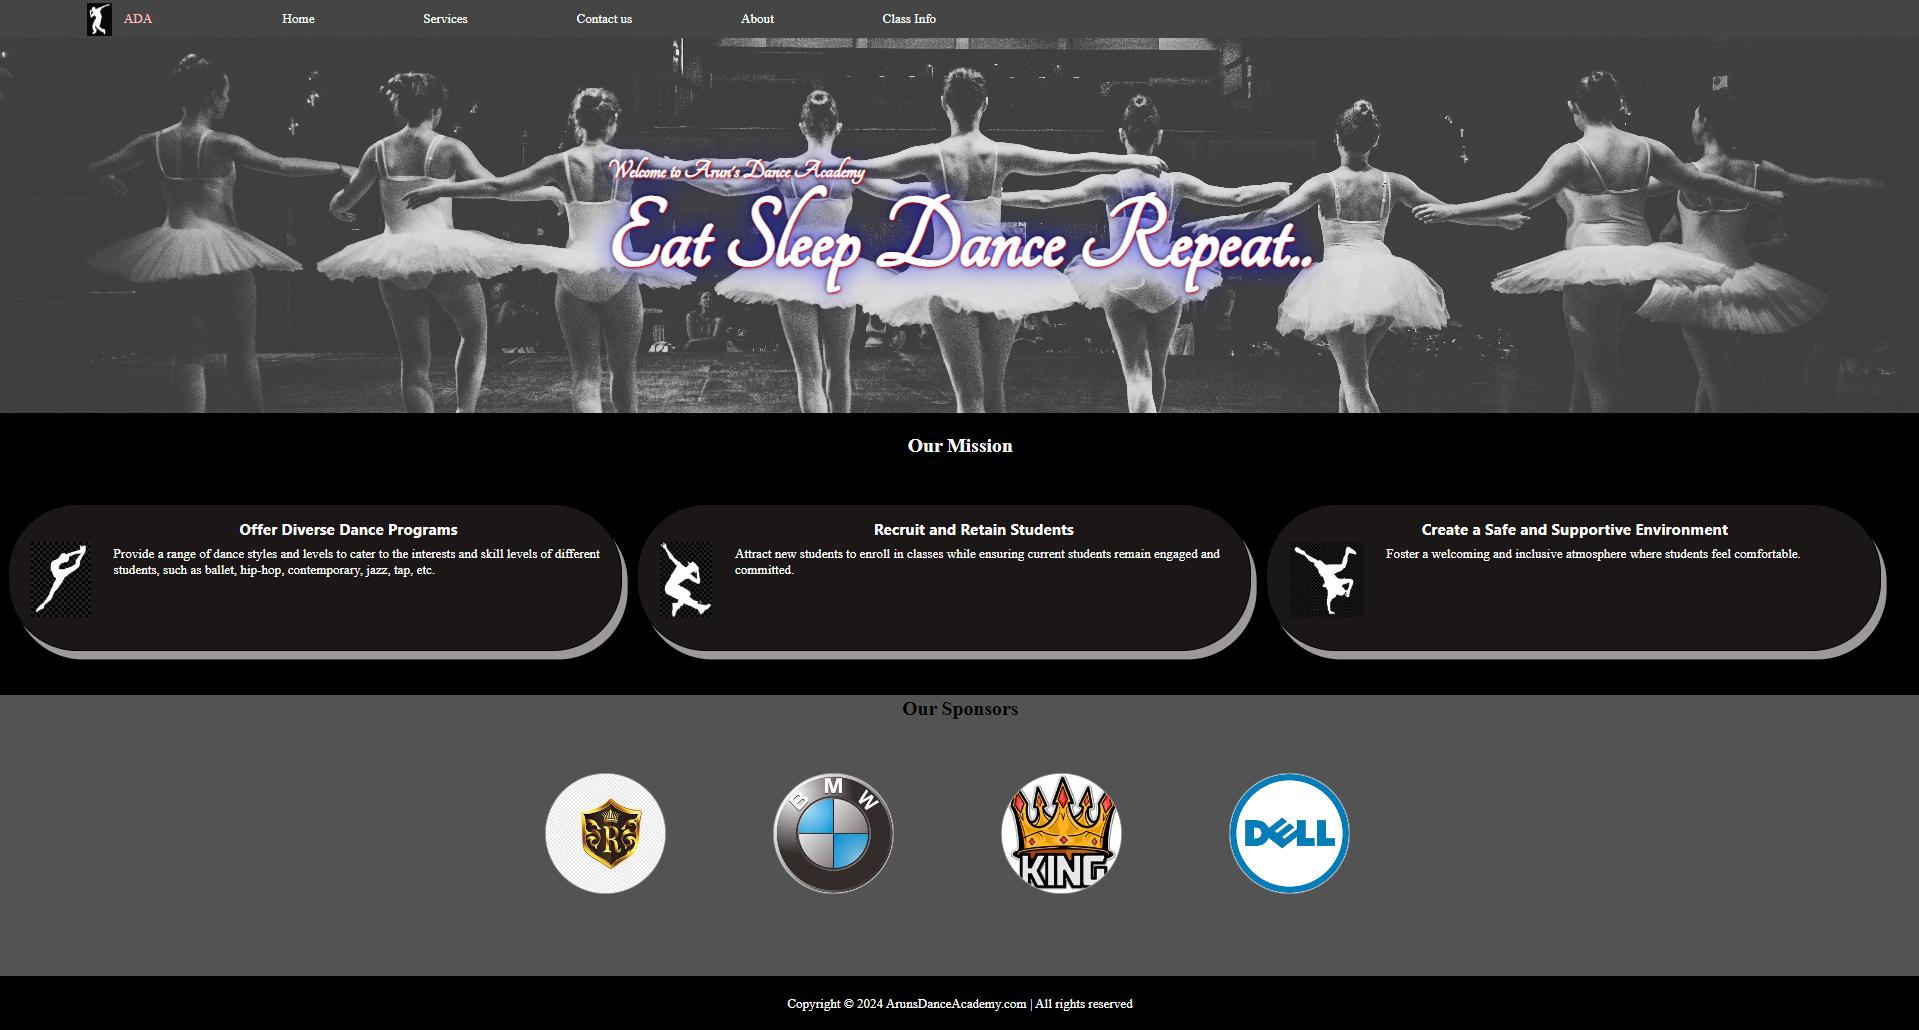 ADA
Home
Services
Contact us
About
Class Info
Welcome to Arun's Dance Academy
Eat Sleep Dance Repeat..
Our Mission
Offer Diverse Dance Programs
Provide a range of dance styles and levels to cater to the interests and skill levels of different
students, such as ballet, hip-hop, contemporary, jazz, tap, etc.
Recruit and Retain Students
Attract new students to enroll in classes while ensuring current students remain engaged and
committed.
Create a Safe and Supportive Environment
Foster a welcoming and inclusive atmosphere where students feel comfortable.
Our Sponsors
R
BMW
KING
DELL
Copyright © 2024 ArunsDanceAcademy.com | All rights reserved